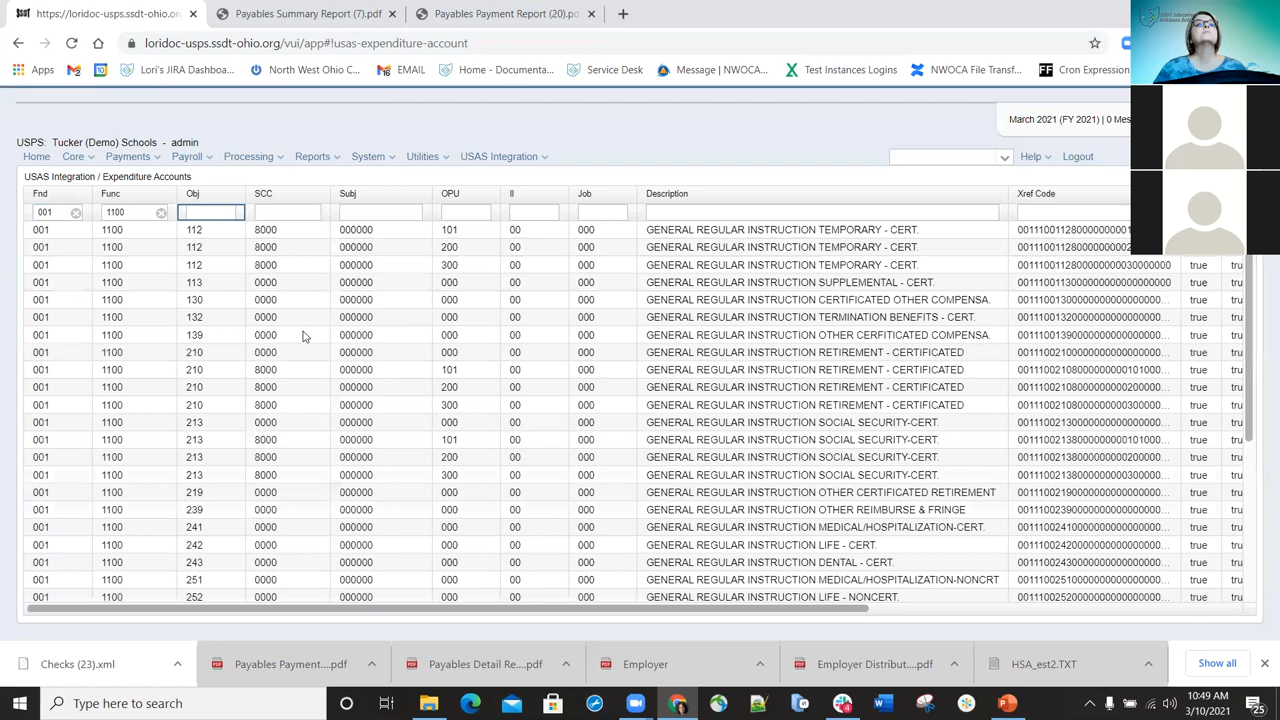 https://loridoc-usps.ssdt-ohio.org/
Payables Summary Report (7).pdf
Payables Payment Report (20).pdf
loridoc-usps.ssdt-ohio.org/vui/app#!usas-expenditure-account
Apps Lori's JIRA Dashboa... North West Ohio C... EMAIL Home - Documenta... Service Desk Message | NWOCA... Test Instances Logins NWOCA File Transf... Cron Expression
March 2021 (FY 2021) | 0 Mes
USPS: Tucker (Demo) Schools - admin
Home Core Payments Payroll Processing Reports System Utilities USAS Integration Help Logout
USAS Integration / Expenditure Accounts
Fnd Func Obj SCC Subj OPU Il Job Description Xref Code
001 1100
001 1100 112 8000 000000 101 00 000 GENERAL REGULAR INSTRUCTION TEMPORARY - CERT.
001 1100 112 8000 000000 200 00 000 GENERAL REGULAR INSTRUCTION TEMPORARY - CERT.
001 1100 112 8000 000000 300 00 000 GENERAL REGULAR INSTRUCTION TEMPORARY - CERT. true tru
001 1100 113 0000 000000 000 00 000 GENERAL REGULAR INSTRUCTION SUPPLEMENTAL - CERT. true tru
001 1100 130 0000 000000 000 00 000 GENERAL REGULAR INSTRUCTION CERTIFICATED OTHER COMPENSA. true tru
001 1100 132 0000 000000 000 00 000 GENERAL REGULAR INSTRUCTION TERMINATION BENEFITS - CERT. true tru
001 1100 139 0000 000000 000 00 000 GENERAL REGULAR INSTRUCTION OTHER CERFITICATED COMPENSA. true tru
001 1100 210 0000 000000 000 00 000 GENERAL REGULAR INSTRUCTION RETIREMENT - CERTIFICATED true tru
001 1100 210 8000 000000 101 00 000 GENERAL REGULAR INSTRUCTION RETIREMENT - CERTIFICATED true tru
001 1100 210 8000 000000 200 00 000 GENERAL REGULAR INSTRUCTION RETIREMENT - CERTIFICATED true tru
001 1100 210 8000 000000 300 00 000 GENERAL REGULAR INSTRUCTION RETIREMENT - CERTIFICATED true tru
001 1100 213 0000 000000 000 00 000 GENERAL REGULAR INSTRUCTION SOCIAL SECURITY-CERT. true tru
001 1100 213 8000 000000 101 00 000 GENERAL REGULAR INSTRUCTION SOCIAL SECURITY-CERT. true tru
001 1100 213 8000 000000 200 00 000 GENERAL REGULAR INSTRUCTION SOCIAL SECURITY-CERT. true tru
001 1100 213 8000 000000 300 00 000 GENERAL REGULAR INSTRUCTION SOCIAL SECURITY-CERT. true tru
001 1100 219 0000 000000 000 00 000 GENERAL REGULAR INSTRUCTION OTHER CERTIFICATED RETIREMENT true tru
001 1100 239 0000 000000 000 00 000 GENERAL REGULAR INSTRUCTION OTHER REIMBURSE & FRINGE true tru
001 1100 241 0000 000000 000 00 000 GENERAL REGULAR INSTRUCTION MEDICAL/HOSPITALIZATION-CERT. true tru
001 1100 242 0000 000000 000 00 000 GENERAL REGULAR INSTRUCTION LIFE - CERT. true tru
001 1100 243 0000 000000 000 00 000 GENERAL REGULAR INSTRUCTION DENTAL - CERT. true tru
001 1100 251 0000 000000 000 00 000 GENERAL REGULAR INSTRUCTION MEDICAL/HOSPITALIZATION-NONCRT true tru
001 1100 252 0000 000000 000 00 000 GENERAL REGULAR INSTRUCTION LIFE - NONCERT. true tru
Checks (23).xml Payables Payment....pdf Payables Detail Re....pdf Employer Employer Distribut....pdf HSA_est2.TXT Show all
Type here to search
10:49 AM
3/10/2021
25